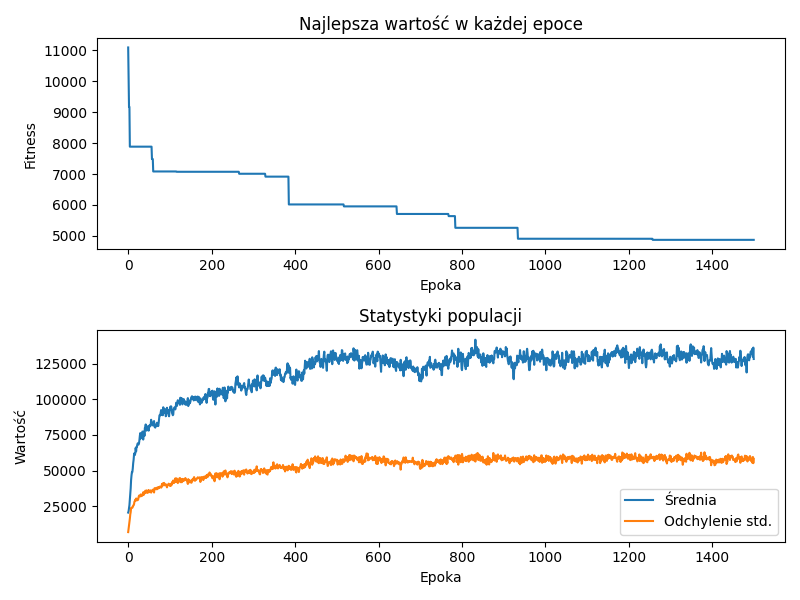 Najlepsza wartość w każdej epoce
11000
10000
9000
8000
7000
6000
5000
Fitness
0 200 400 600 800 1000 1200 1400
Epoka
Statystyki populacji
125000
100000
75000
50000
25000
Wartość
Średnia
Odchylenie std.
0 200 400 600 800 1000 1200 1400
Epoka